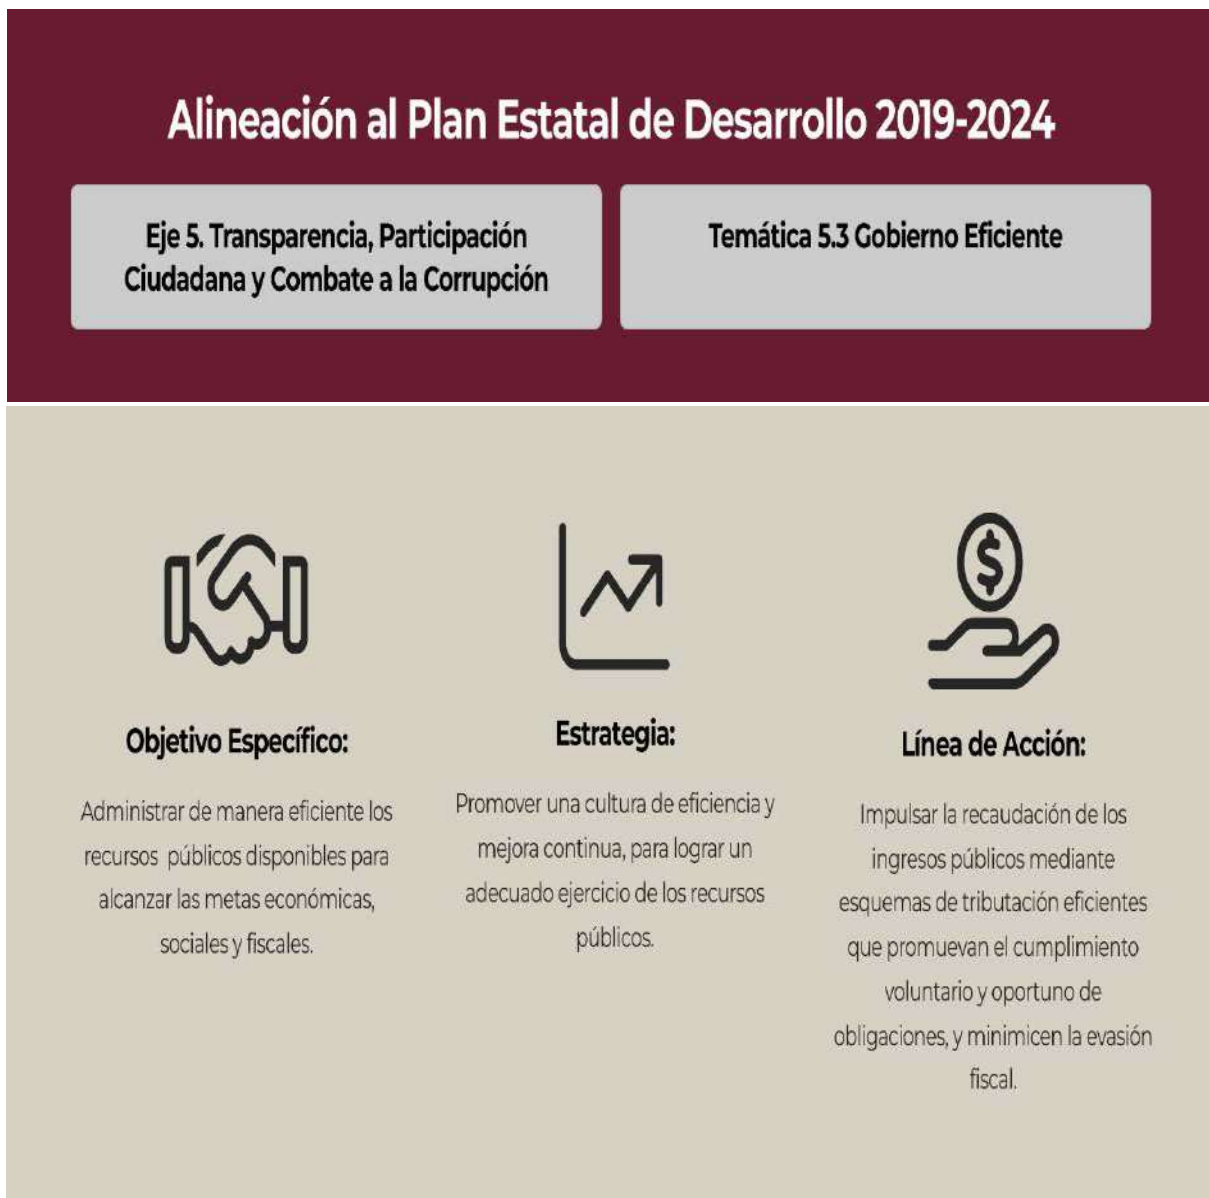 Alineación al Plan Estatal de Desarrollo 2019-2024
Eje 5. Transparencia, Participación
Ciudadana y Combate a la Corrupción
Temática 5.3 Gobierno Eficiente
Objetivo Específico:
Administrar de manera eficiente los
recursos públicos disponibles para
alcanzar las metas económicas,
sociales y fiscales.
Estrategia:
Promover una cultura de eficiencia y
mejora continua, para lograr un
adecuado ejercicio de los recursos
públicos.
Línea de Acción:
Impulsar la recaudación de los
ingresos públicos mediante
esquemas de tributación eficientes
que promuevan el cumplimiento
voluntario y oportuno de
obligaciones, y minimicen la evasión
fiscal.